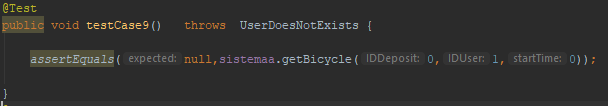 @Test
public void testCase9() throws UserDoesNotExists {
assertEquals( expected: null,sistemaa.getBicycle( IDDeposit: 0, IDUser: 1, startTime: 0));
}